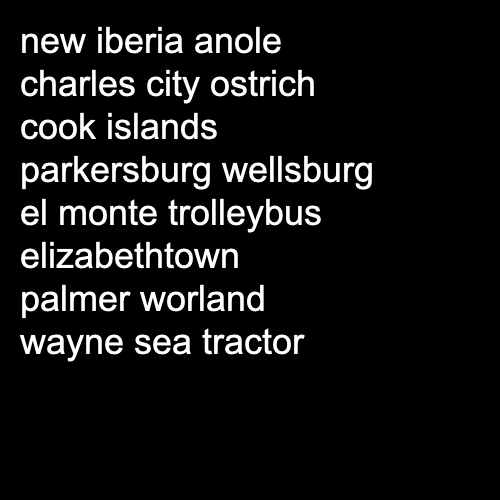 new iberia anole
charles city ostrich
cook islands
parkersburg wellsburg
el monte trolleybus
elizabethtown
palmer worland
wayne sea tractor